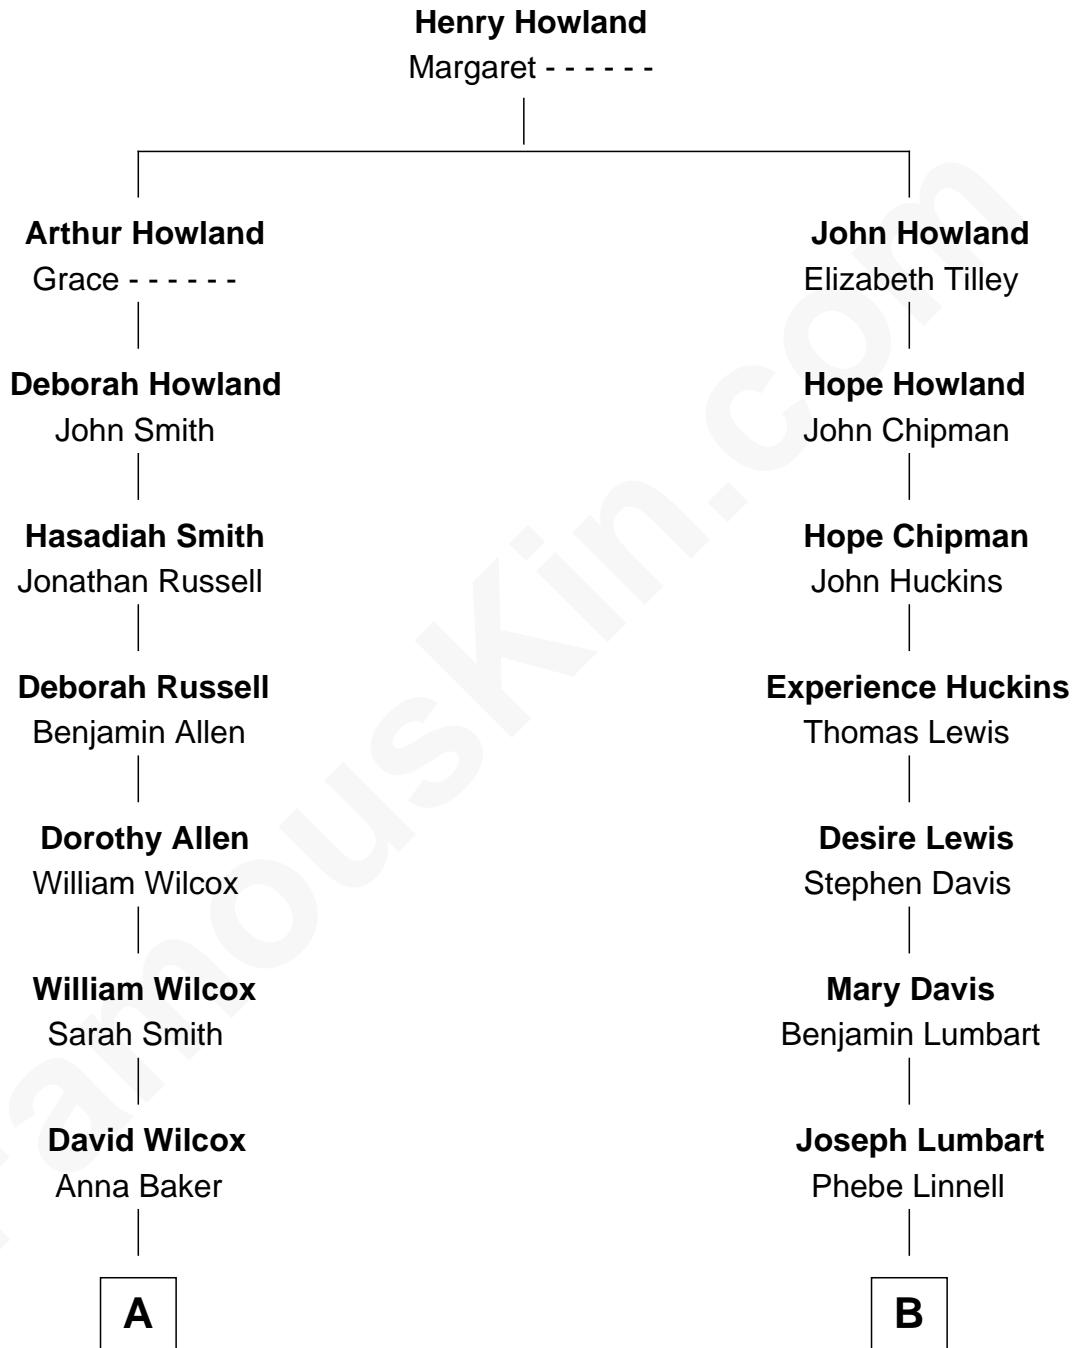 Henry Howland
Margaret - - - - - -
Arthur Howland
Grace - - - - - -
John Howland
Elizabeth Tilley
Deborah Howland
John Smith
Hope Howland
John Chipman
Hasadiah Smith
Jonathan Russell
Hope Chipman
John Huckins
Deborah Russell
Benjamin Allen
Experience Huckins
Thomas Lewis
Dorothy Allen
William Wilcox
Desire Lewis
Stephen Davis
William Wilcox
Sarah Smith
Mary Davis
Benjamin Lumbart
David Wilcox
Anna Baker
Joseph Lumbart
Phebe Linnell
A
B
FamousKin.com